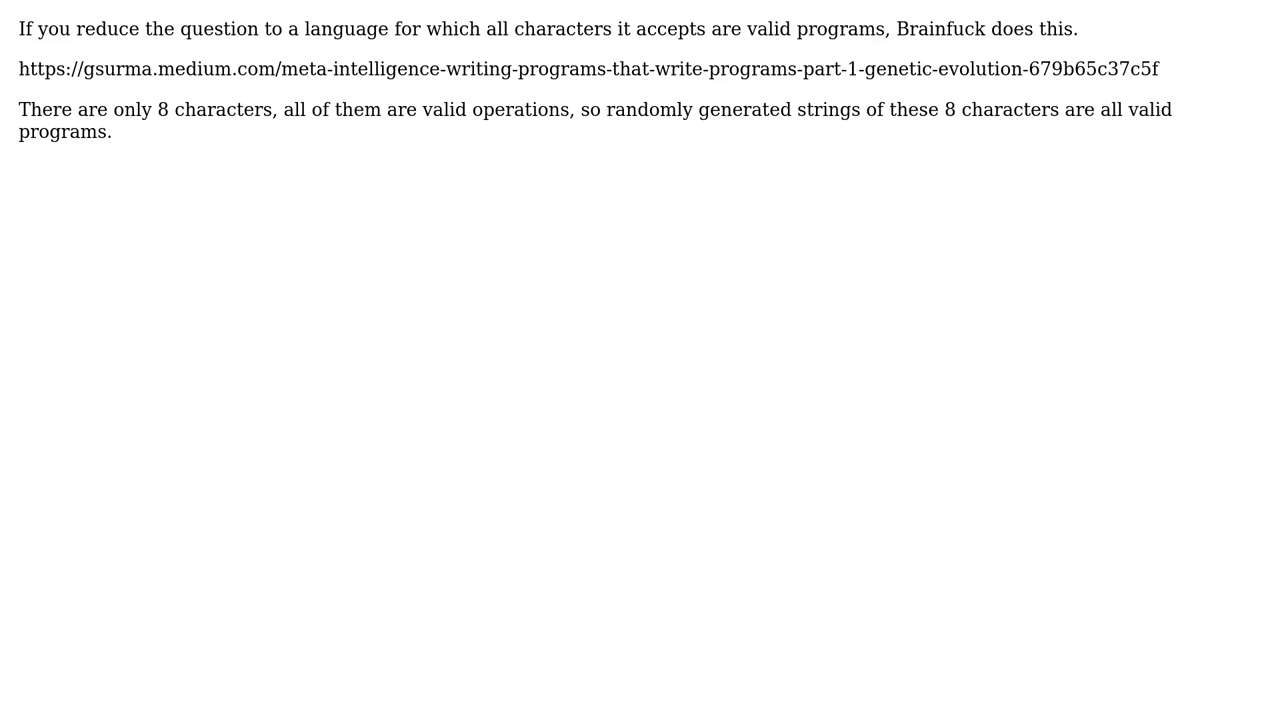 If you reduce the question to a language for which all characters it accepts are valid programs, Brainfuck does this.
https://gsurma.medium.com/meta-intelligence-writing-programs-that-write-programs-part-1-genetic-evolution-679b65c37c5f
There are only 8 characters, all of them are valid operations, so randomly generated strings of these 8 characters are all valid
programs.